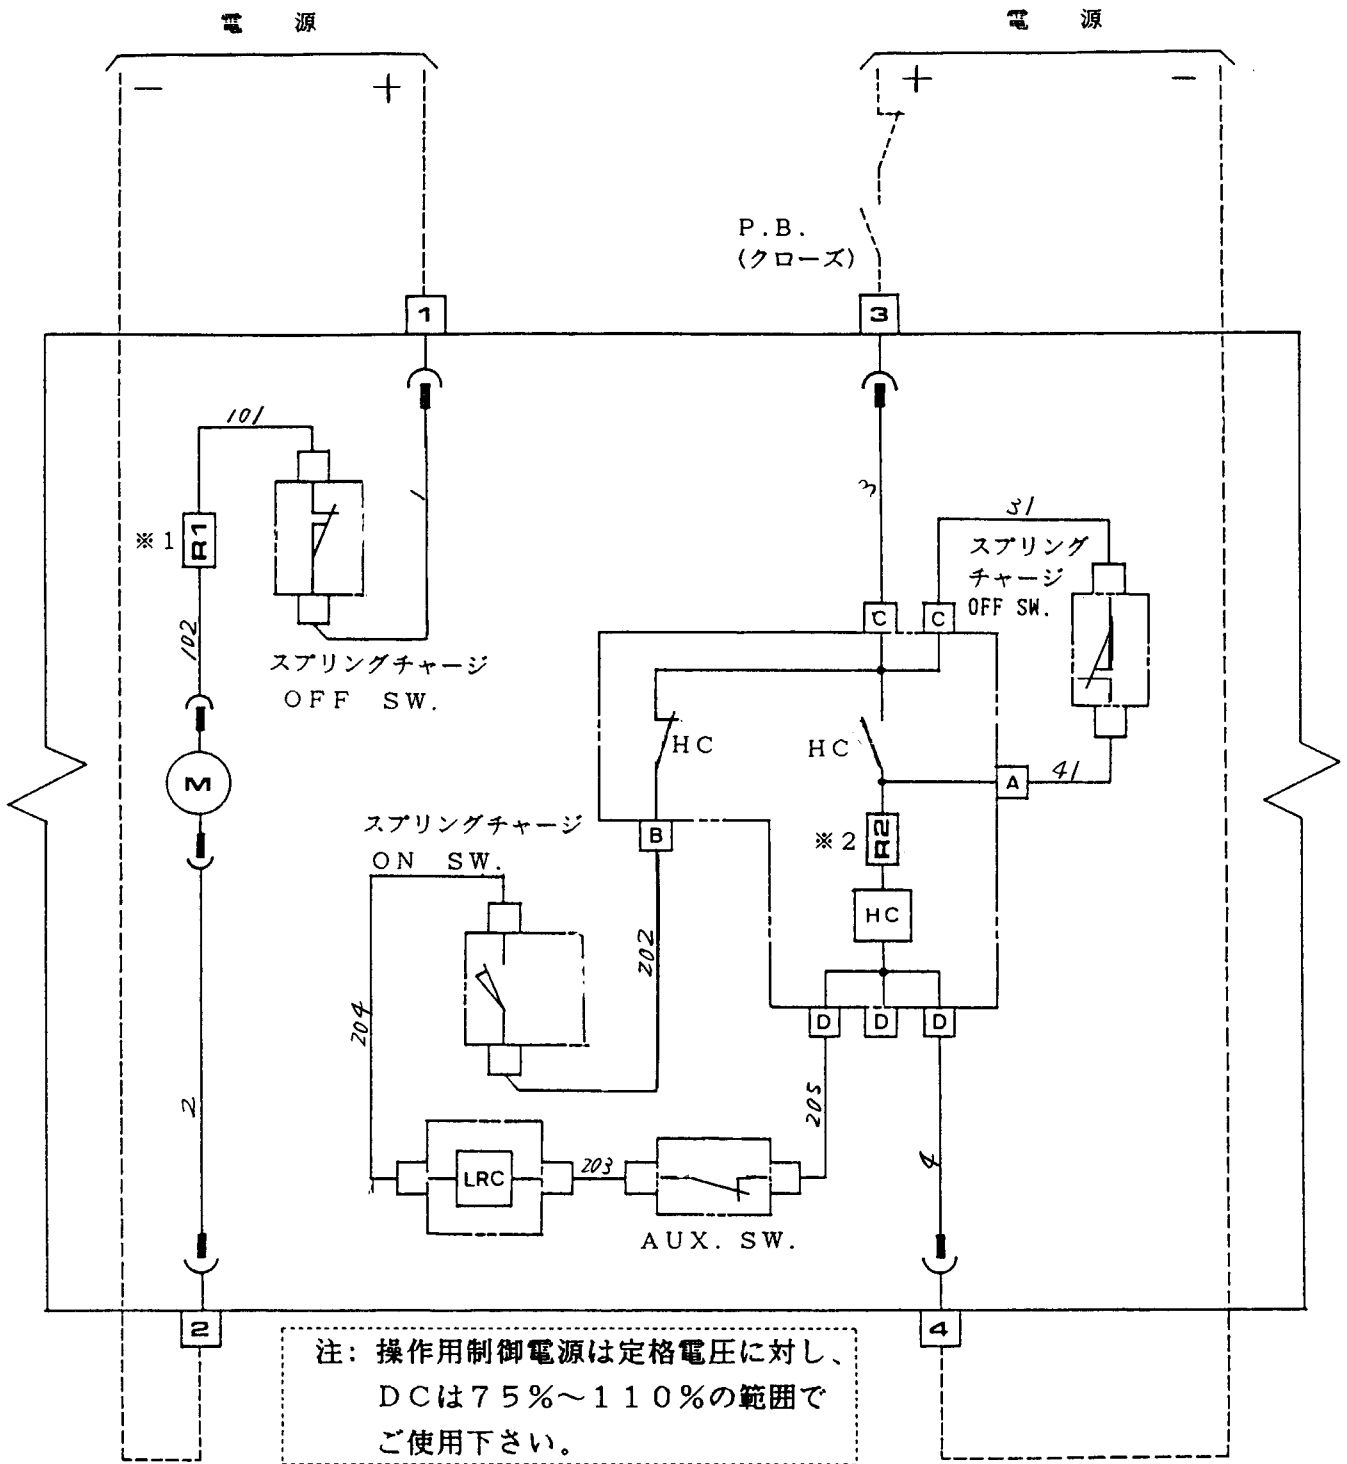 電 源
電 源
− +
+ −
P.B.
(クローズ)
1
3
101
1
3
31
※1 R1
スプリング
チャージ
OFF SW.
C C
102
スプリングチャージ
OFF SW.
HC
HC
M
A 41
スプリングチャージ
ON SW.
B
※2 R2
HC
202
204
D D D
2
205
4
LRC
203
AUX. SW.
2
4
注: 操作用制御電源は定格電圧に対し、
DCは75%~110%の範囲で
ご使用下さい。